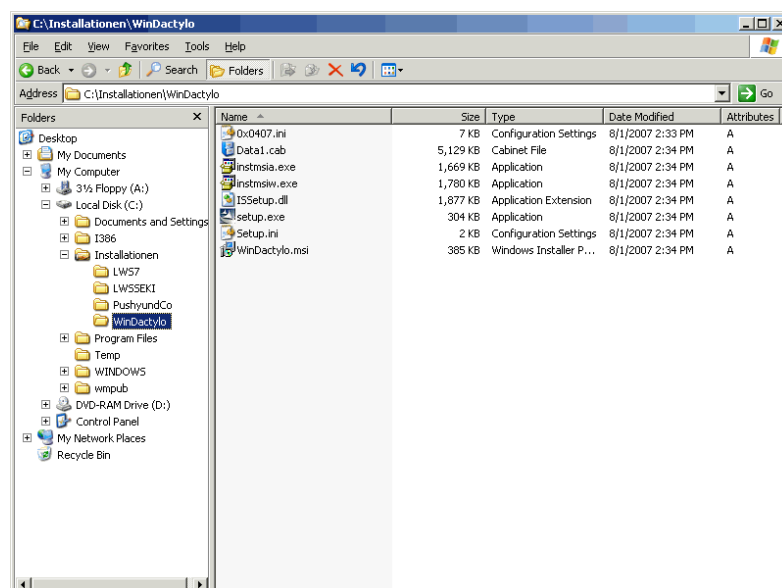 C:\Installationen\WinDactylo
File Edit View Favorites Tools Help
Back Search Folders
Address C:\Installationen\WinDactylo Go
Folders
Desktop
My Documents
My Computer
3½ Floppy (A:)
Local Disk (C:)
Documents and Settings
I386
Installationen
LWS7
LWSSEKI
PushyundCo
WinDactylo
Program Files
Temp
WINDOWS
wmpub
DVD-RAM Drive (D:)
Control Panel
My Network Places
Recycle Bin
Name Size Type Date Modified Attributes
0x0407.ini 7 KB Configuration Settings 8/1/2007 2:33 PM A
Data1.cab 5,129 KB Cabinet File 8/1/2007 2:34 PM A
instmsia.exe 1,669 KB Application 8/1/2007 2:34 PM A
instmsiw.exe 1,780 KB Application 8/1/2007 2:34 PM A
ISSetup.dll 1,877 KB Application Extension 8/1/2007 2:34 PM A
setup.exe 304 KB Application 8/1/2007 2:34 PM A
Setup.ini 2 KB Configuration Settings 8/1/2007 2:34 PM A
WinDactylo.msi 385 KB Windows Installer P... 8/1/2007 2:34 PM A